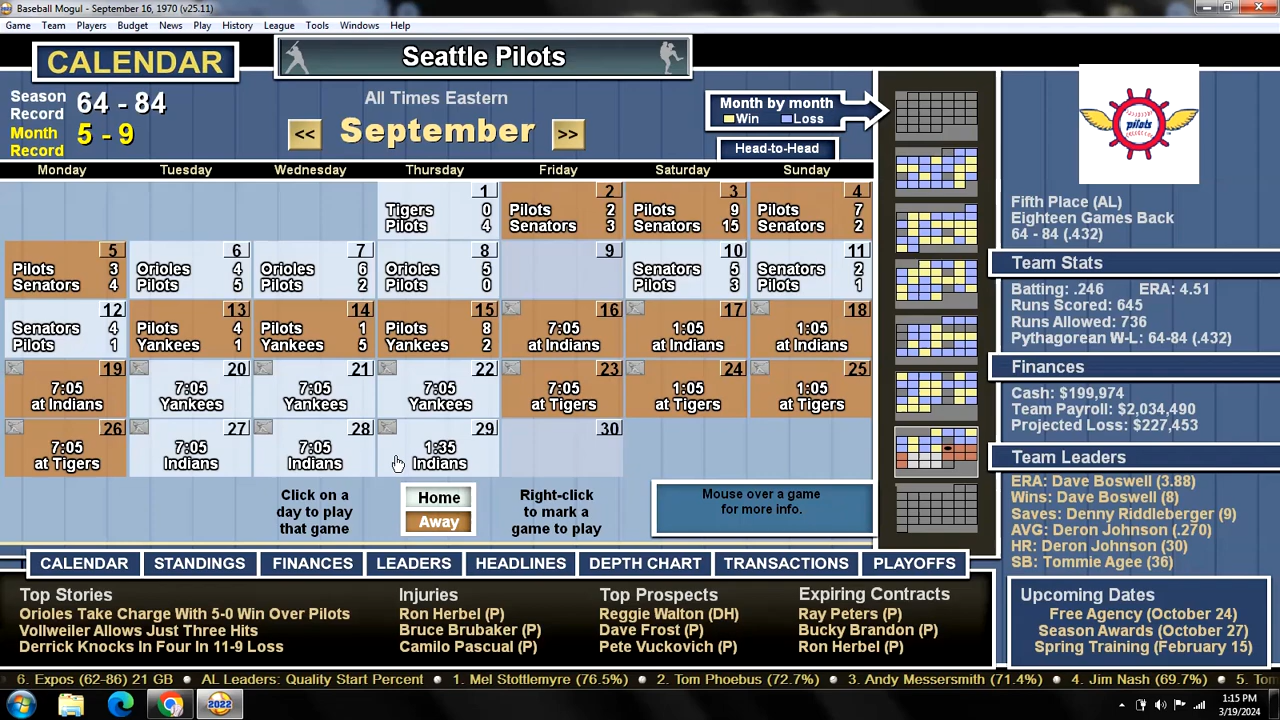 Baseball Mogul - September 16, 1970 (v25.11)
Game Team Players Budget News Play History League Tools Windows Help
CALENDAR
Seattle Pilots
Season Record 64 - 84
Month Record 5 - 9
All Times Eastern
<< September >>
Month by month
Win Loss
Head-to-Head
pilots
Monday Tuesday Wednesday Thursday Friday Saturday Sunday
1 2 3 4
Tigers 0 Pilots 2 Pilots 9 Pilots 7
Pilots 4 Senators 3 Senators 15 Senators 2
5 6 7 8 9 10 11
Pilots 3 Orioles 4 Orioles 6 Orioles 5 Senators 5 Senators 2
Senators 4 Pilots 5 Pilots 2 Pilots 0 Pilots 3 Pilots 1
12 13 14 15 16 17 18
Senators 4 Pilots 4 Pilots 1 Pilots 8 7:05 1:05 1:05
Pilots 1 Yankees 1 Yankees 5 Yankees 2 at Indians at Indians at Indians
19 20 21 22 23 24 25
7:05 7:05 7:05 7:05 7:05 1:05 1:05
at Indians Yankees Yankees Yankees at Tigers at Tigers at Tigers
26 27 28 29 30
7:05 7:05 7:05 1:35
at Tigers Indians Indians Indians
Click on a
day to play
that game
Home
Away
Right-click
to mark a
game to play
Mouse over a game
for more info.
Fifth Place (AL)
Eighteen Games Back
64 - 84 (.432)
Team Stats
Batting: .246 ERA: 4.51
Runs Scored: 645
Runs Allowed: 736
Pythagorean W-L: 64-84 (.432)
Finances
Cash: $199,974
Team Payroll: $2,034,490
Projected Loss: $227,453
Team Leaders
ERA: Dave Boswell (3.88)
Wins: Dave Boswell (8)
Saves: Denny Riddleberger (9)
AVG: Deron Johnson (.270)
HR: Deron Johnson (30)
SB: Tommie Agee (36)
CALENDAR STANDINGS FINANCES LEADERS HEADLINES DEPTH CHART TRANSACTIONS PLAYOFFS
Top Stories
Orioles Take Charge With 5-0 Win Over Pilots
Vollweiler Allows Just Three Hits
Derrick Knocks In Four In 11-9 Loss
Injuries
Ron Herbel (P)
Bruce Brubaker (P)
Camilo Pascual (P)
Top Prospects
Reggie Walton (DH)
Dave Frost (P)
Pete Vuckovich (P)
Expiring Contracts
Ray Peters (P)
Bucky Brandon (P)
Ron Herbel (P)
Upcoming Dates
Free Agency (October 24)
Season Awards (October 27)
Spring Training (February 15)
6. Expos (62-86) 21 GB • AL Leaders: Quality Start Percent • 1. Mel Stottlemyre (76.5%) • 2. Tom Phoebus (72.7%) • 3. Andy Messersmith (71.4%) • 4. Jim Nash (69.7%) • 5. Tom
2022
1:15 PM
3/19/2024